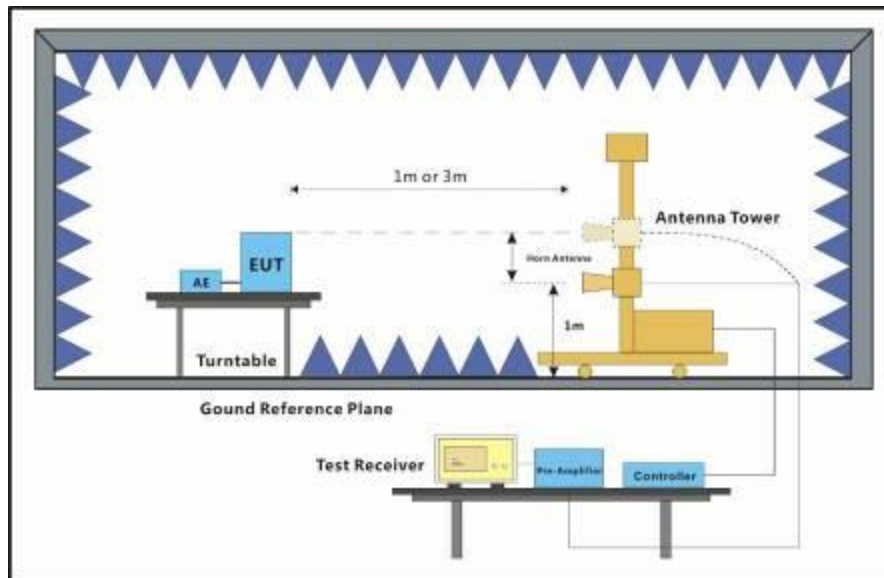 1m or 3m
Antenna Tower
Horn Antenna
EUT
AE
1m
Turntable
Gound Reference Plane
Test Receiver
Pre-Amplifier
Controller